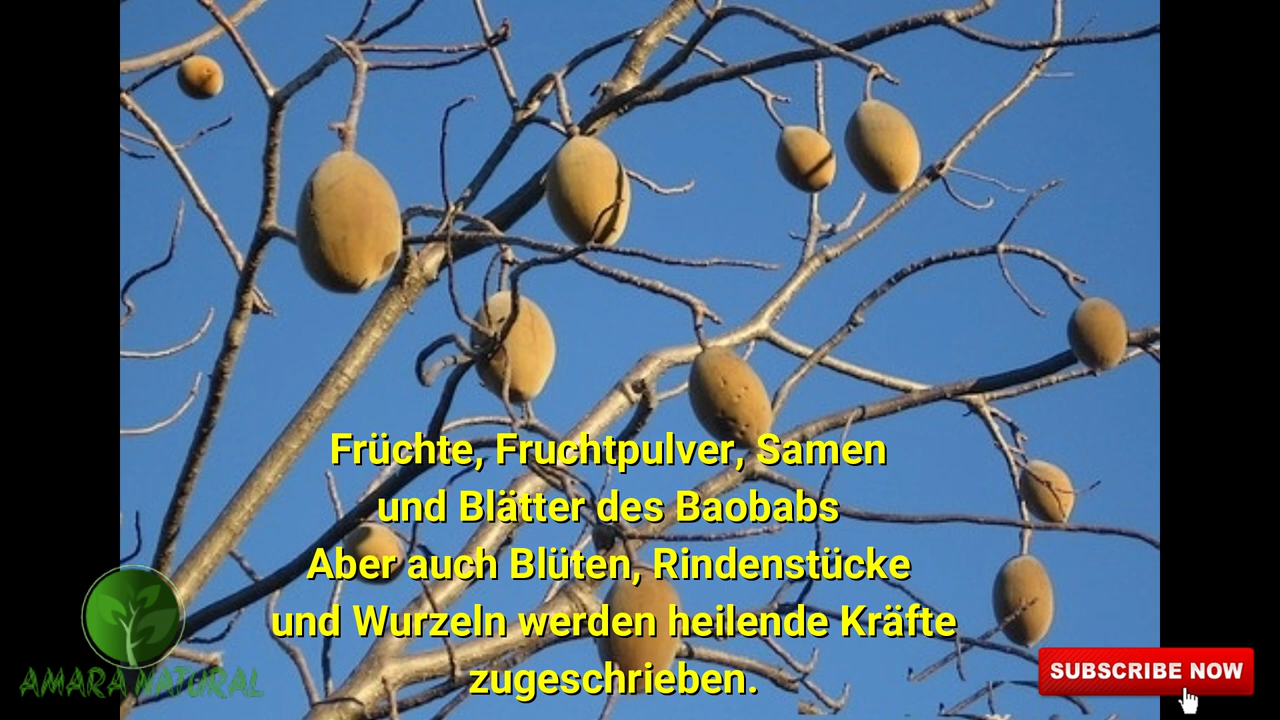 Früchte, Fruchtpulver, Samen
und Blätter des Baobabs
Aber auch Blüten, Rindenstücke
und Wurzeln werden heilende Kräfte
zugeschrieben.
AMARA NATURAL
SUBSCRIBE NOW